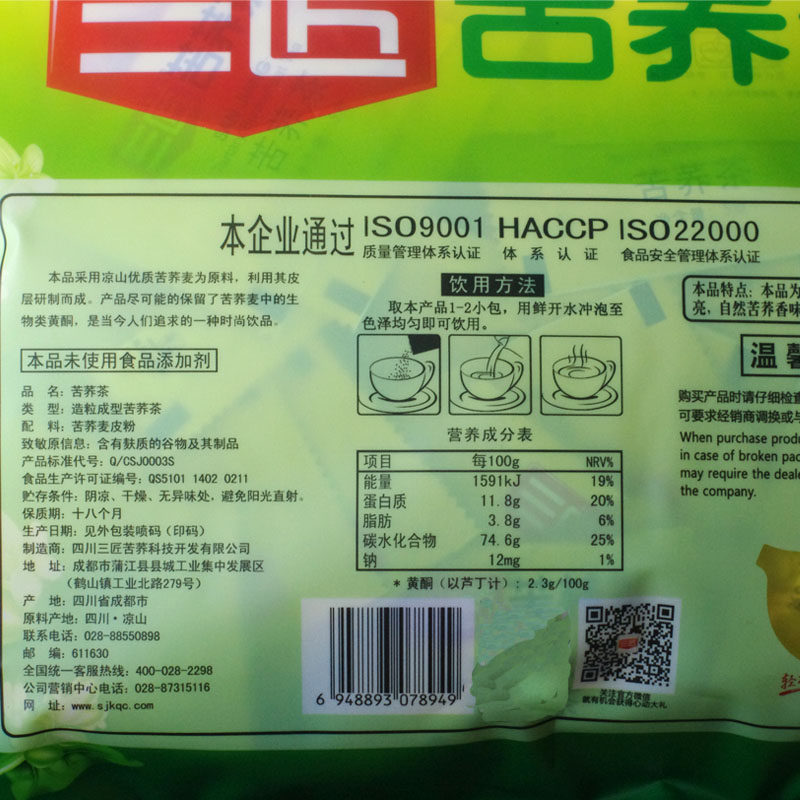 三匠 苦荞
本企业通过 ISO9001 HACCP ISO22000
质量管理体系认证 体系认证 食品安全管理体系认证
本品采用凉山优质苦荞麦为原料，利用其皮
层研制而成。产品尽可能的保留了苦荞麦中的生
物类黄酮，是当今人们追求的一种时尚饮品。
本品未使用食品添加剂
品 名：苦荞茶
类 型：造粒成型苦荞茶
配 料：苦荞麦皮粉
致敏原信息：含有麸质的谷物及其制品
产品标准代号：Q/CSJ0003S
食品生产许可证编号：QS5101 1402 0211
贮存条件：阴凉、干燥、无异味处，避免阳光直射。
保质期：十八个月
生产日期：见外包装喷码（印码）
制造商：四川三匠苦荞科技开发有限公司
地 址：成都市蒲江县县城工业集中发展区
（鹤山镇工业北路279号）
产 地：四川省成都市
原料产地：四川·凉山
联系电话：028-88550898
邮 编：611630
全国统一客服热线：400-028-2298
公司营销中心电话：028-87315116
网 址：www.sjkqc.com
饮用方法
取本产品1-2小包，用鲜开水冲泡至
色泽均匀即可饮用。
营养成分表
项目 每100g NRV%
能量 1591kJ 19%
蛋白质 11.8g 20%
脂肪 3.8g 6%
碳水化合物 74.6g 25%
钠 12mg 1%
* 黄酮（以芦丁计）：2.3g/100g
6 948893 078949
关注官方微信
就有机会获得心动大礼
本品特点：本品为
亮，自然苦荞香味
温馨
购买产品时请仔细检查
可要求经销商调换或与
When purchase produ
in case of broken pac
may require the deale
the company.
轻